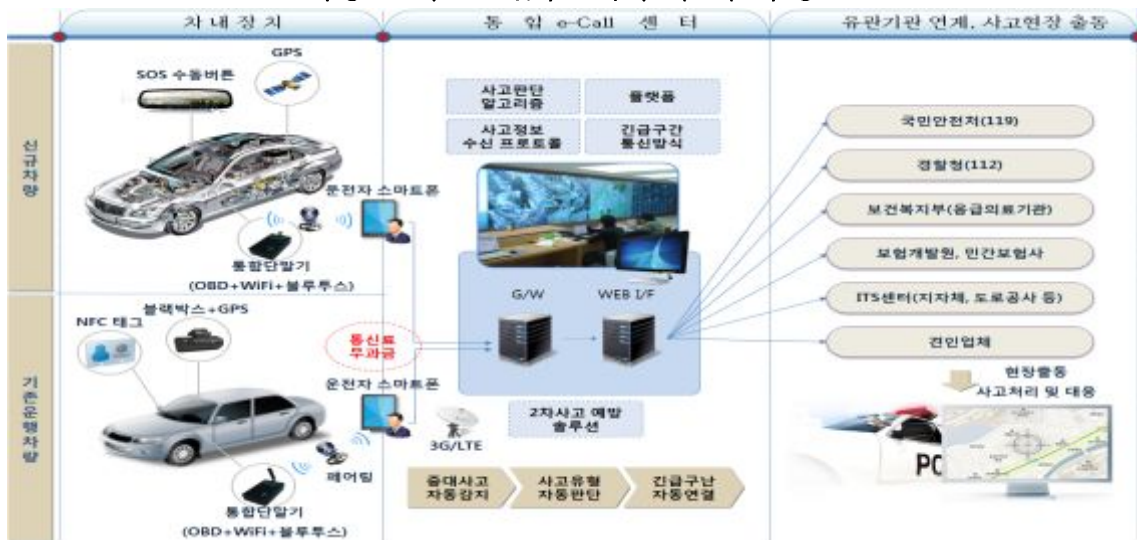 차내장치
통합 e-Call 센터
유관기관 연계, 사고현장 출동
신규차량
GPS
SOS 수동버튼
운전자 스마트폰
통합단말기
(OBD+WiFi+블루투스)
기존운행차량
블랙박스+GPS
NFC 태그
통신료
무과금
운전자 스마트폰
3G/LTE
페어링
통합단말기
(OBD+WiFi+블루투스)
사고판단
알고리즘
플랫폼
사고정보
수신 프로토콜
긴급구간
통신방식
G/W
WEB I/F
2차사고 예방
솔루션
중대사고
자동감지
사고유형
자동판단
긴급구난
자동연결
국민안전처(119)
경찰청(112)
보건복지부(응급의료기관)
보험개발원, 민간보험사
ITS센터(지자체, 도로공사 등)
견인업체
현장출동
사고처리 및 대응
PO